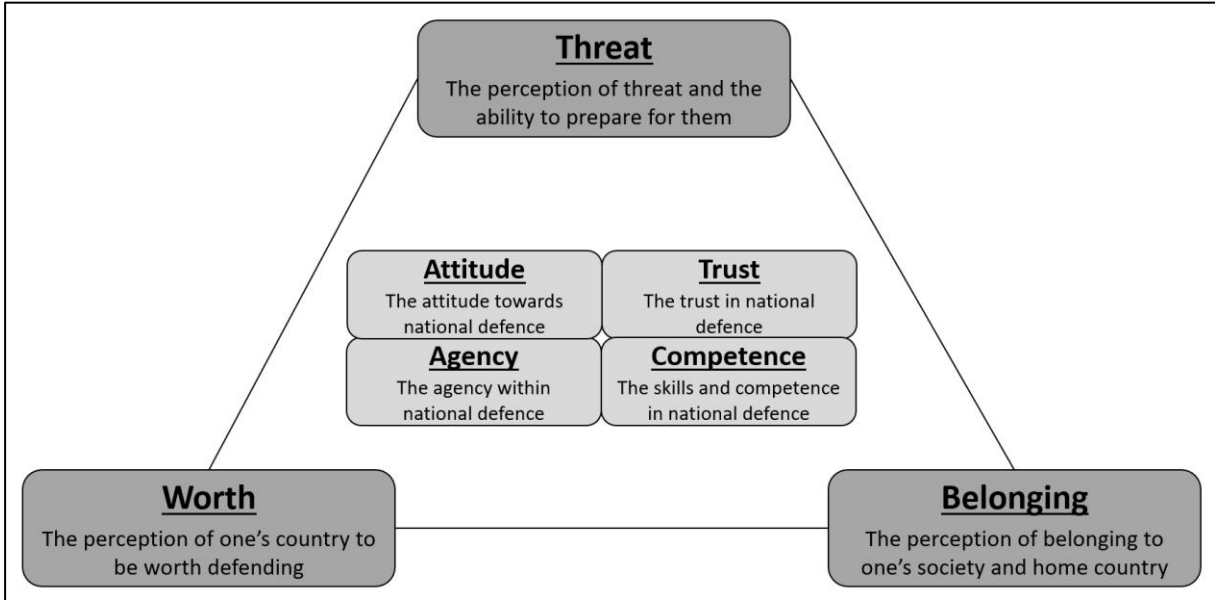 Threat
The perception of threat and the
ability to prepare for them
Attitude
The attitude towards
national defence
Trust
The trust in national
defence
Agency
The agency within
national defence
Competence
The skills and competence
in national defence
Worth
The perception of one's country to
be worth defending
Belonging
The perception of belonging to
one's society and home country